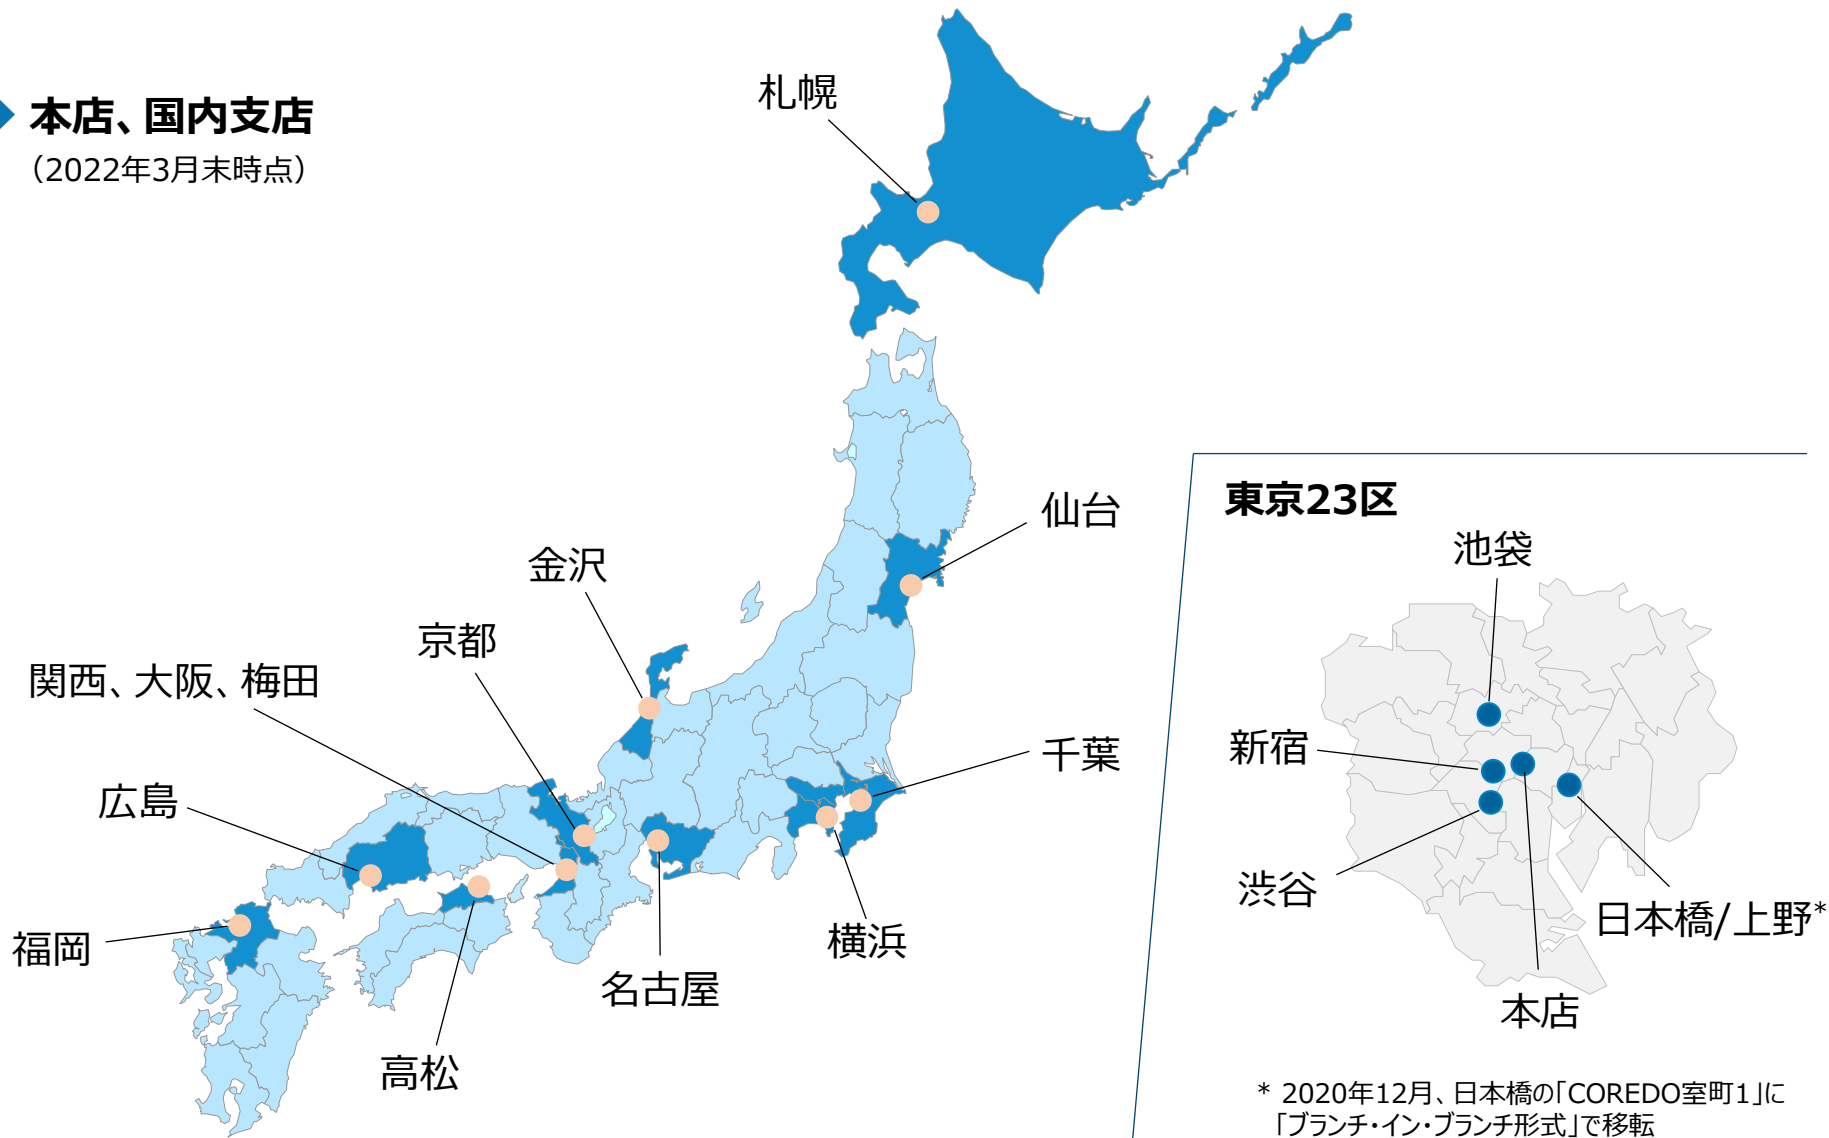 本店、国内支店
（2022年3月末時点）
札幌
仙台
金沢
京都
関西、大阪、梅田
千葉
広島
横浜
福岡
名古屋
高松
東京23区
池袋
新宿
渋谷
日本橋/上野*
本店
* 2020年12月、日本橋の「COREDO室町1」に
「ブランチ・イン・ブランチ形式」で移転